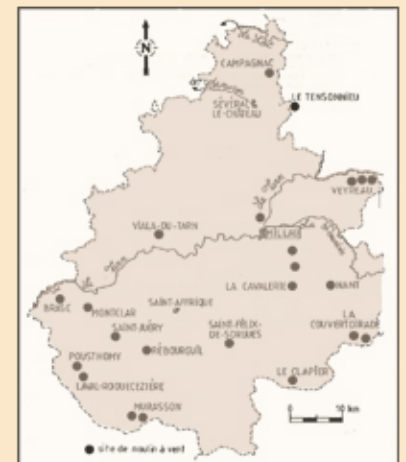 N
CAMPAGNAC
LE TENSONNIEU
SÉVÉRAC
LE-CHÂTEAU
VEYREAU
VIALA-DU-TARN
MILLAU
LA CAVALERIE
NANT
BRASC
MONTCLAR
SAINT-AFFRIQUE
SAINT-JUÉRY
SAINT-FÉLIX-
DE-SORGUES
LA
COUVERTOIRADE
RÉBOURGUIL
POUSTHOMY
LAVAL-ROQUECEZIÈRE
LE CLAPIER
MURASSON
0 10 km
site de moulin à vent